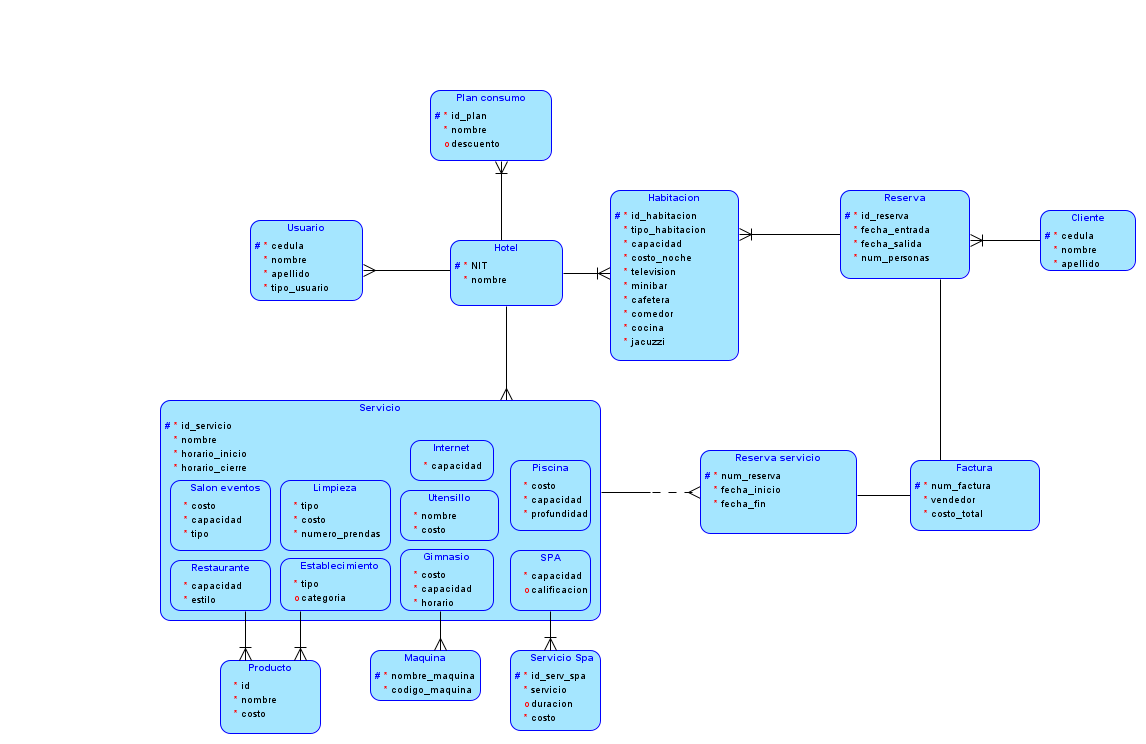 Plan consumo
# * id_plan
* nombre
o descuento
Usuario
# * cedula
* nombre
* apellido
* tipo_usuario
Hotel
# * NIT
* nombre
Habitacion
# * id_habitacion
* tipo_habitacion
* capacidad
* costo_noche
* television
* minibar
* cafetera
* comedor
* cocina
* jacuzzi
Reserva
# * id_reserva
* fecha_entrada
* fecha_salida
* num_personas
Cliente
# * cedula
* nombre
* apellido
Servicio
# * id_servicio
* nombre
* horario_inicio
* horario_cierre
Internet
* capacidad
Piscina
* costo
* capacidad
* profundidad
Salon eventos
* costo
* capacidad
* tipo
Limpieza
* tipo
* costo
* numero_prendas
Utensillo
* nombre
* costo
Restaurante
* capacidad
* estilo
Establecimiento
* tipo
o categoria
Gimnasio
* costo
* capacidad
* horario
SPA
* capacidad
o calificacion
Reserva servicio
# * num_reserva
* fecha_inicio
* fecha_fin
Factura
# * num_factura
* vendedor
* costo_total
Producto
* id
* nombre
* costo
Maquina
# * nombre_maquina
* codigo_maquina
Servicio Spa
# * id_serv_spa
* servicio
o duracion
* costo